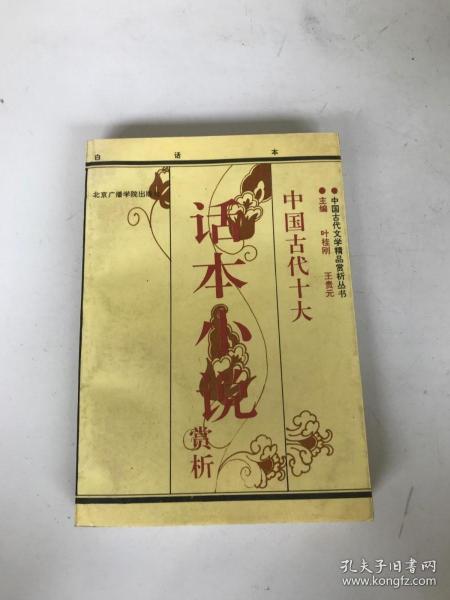 白话本
●中国古代文学精品赏析丛书
●主编 叶桂刚 王贵元
中国古代十大
话本小说
赏析
北京广播学院出版
孔夫子旧书网
www.kongfz.com